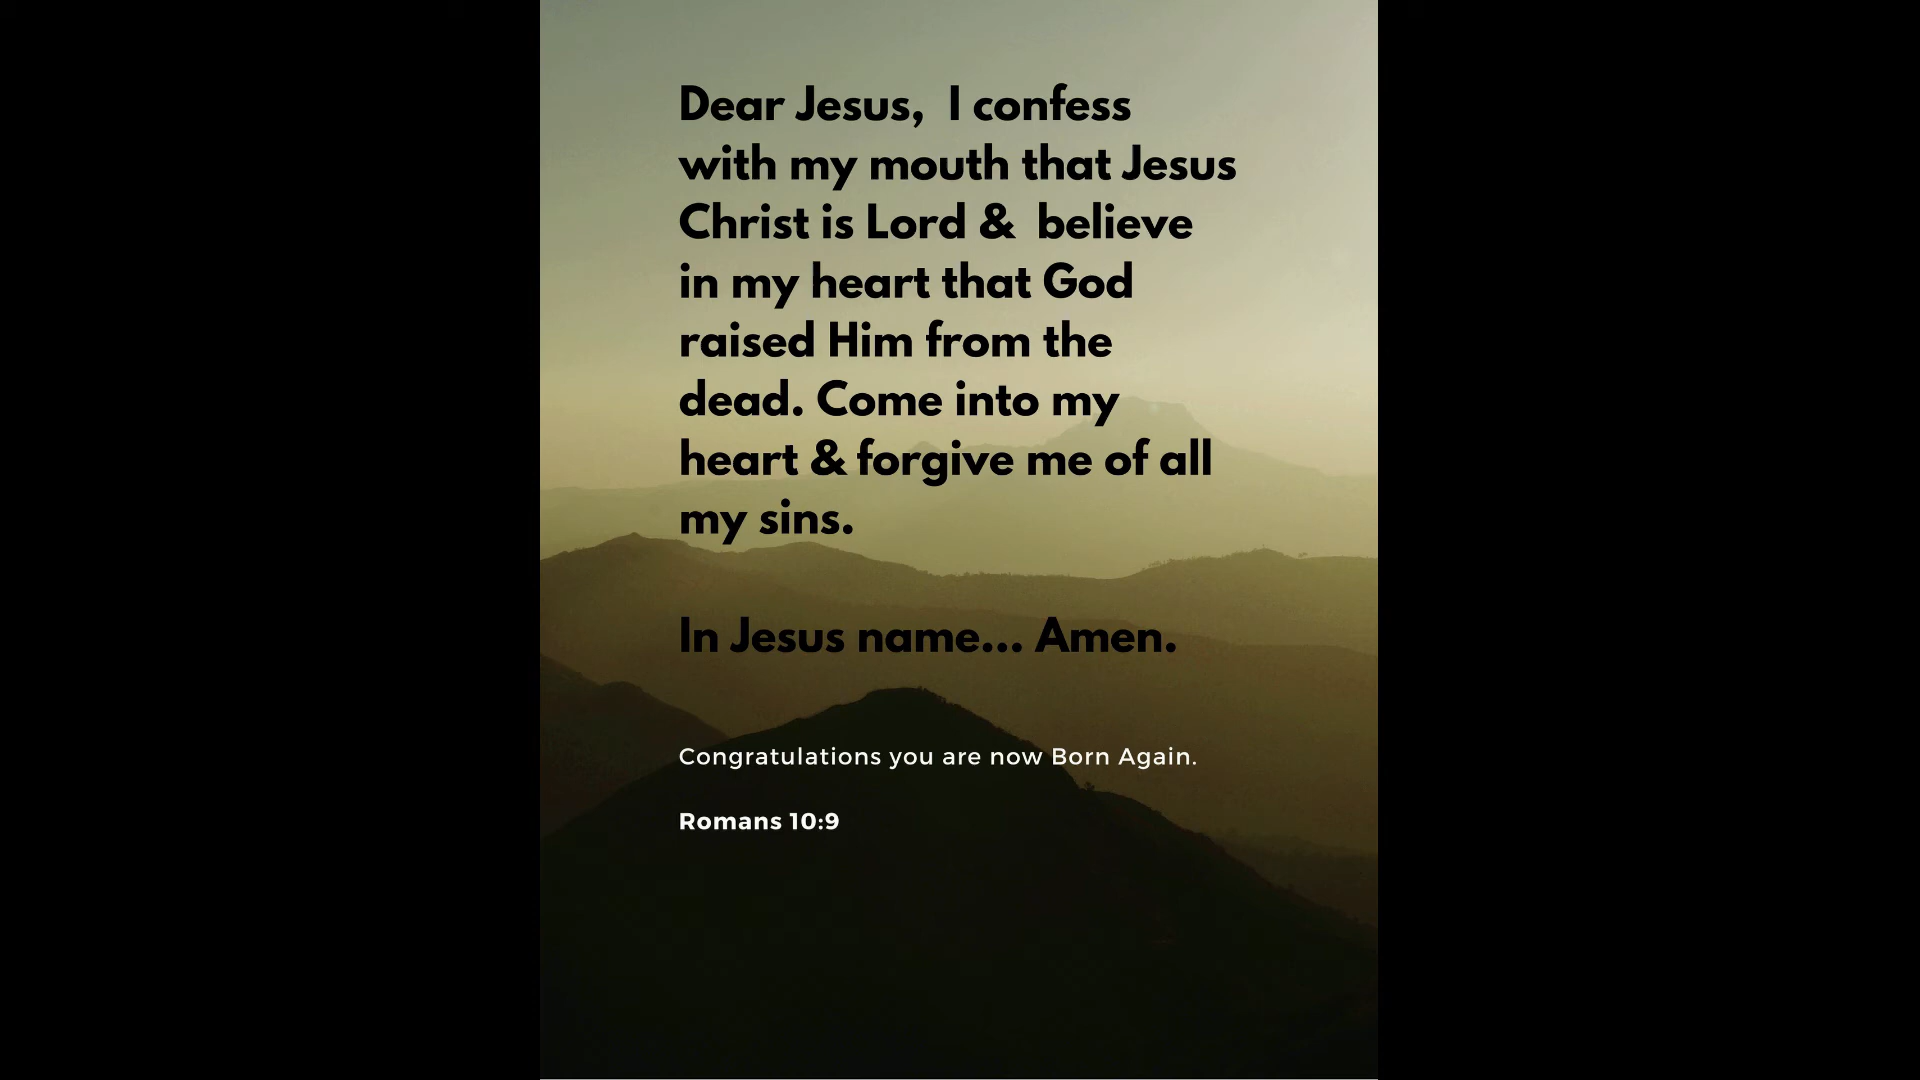 Dear Jesus,  I confess
with my mouth that Jesus
Christ is Lord &  believe
in my heart that God
raised Him from the
dead. Come into my
heart & forgive me of all
my sins.
In Jesus name... Amen.
Congratulations you are now Born Again.
Romans 10:9